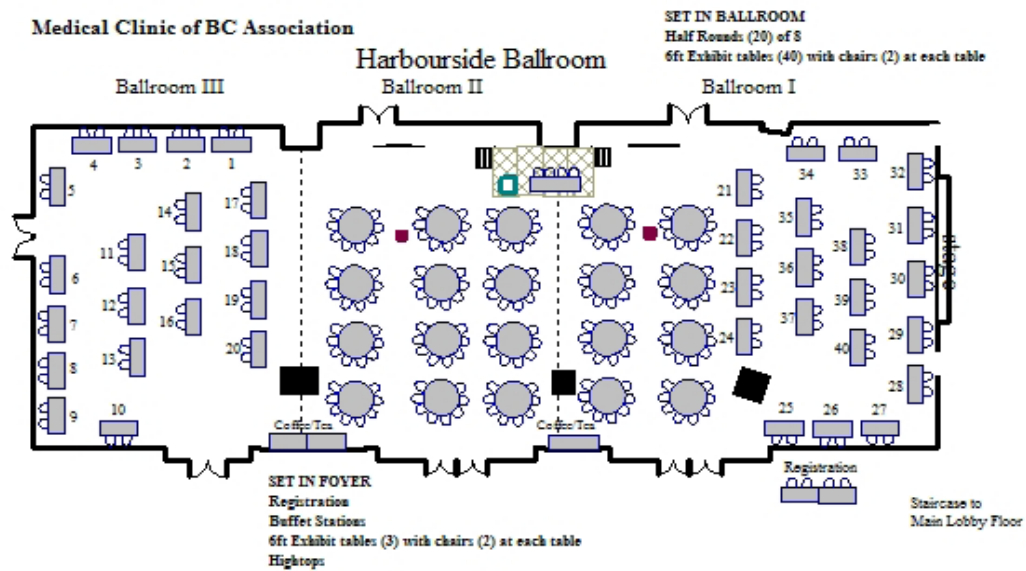 Medical Clinic of BC Association
SET IN BALLROOM
Half Rounds (20) of 8
6ft Exhibit tables (40) with chairs (2) at each table
Harbourside Ballroom
Ballroom III
Ballroom II
Ballroom I
4
3
2
1
34
33
5
32
21
17
14
35
31
22
38
11
18
15
36
30
6
23
39
12
19
16
37
7
29
24
13
20
40
8
28
9
10
Coffee/Tea
Coffee/Tea
25
26
27
stage
Registration
SET IN FOYER
Registration
Buffet Stations
6ft Exhibit tables (3) with chairs (2) at each table
Hightops
Staircase to
Main Lobby Floor